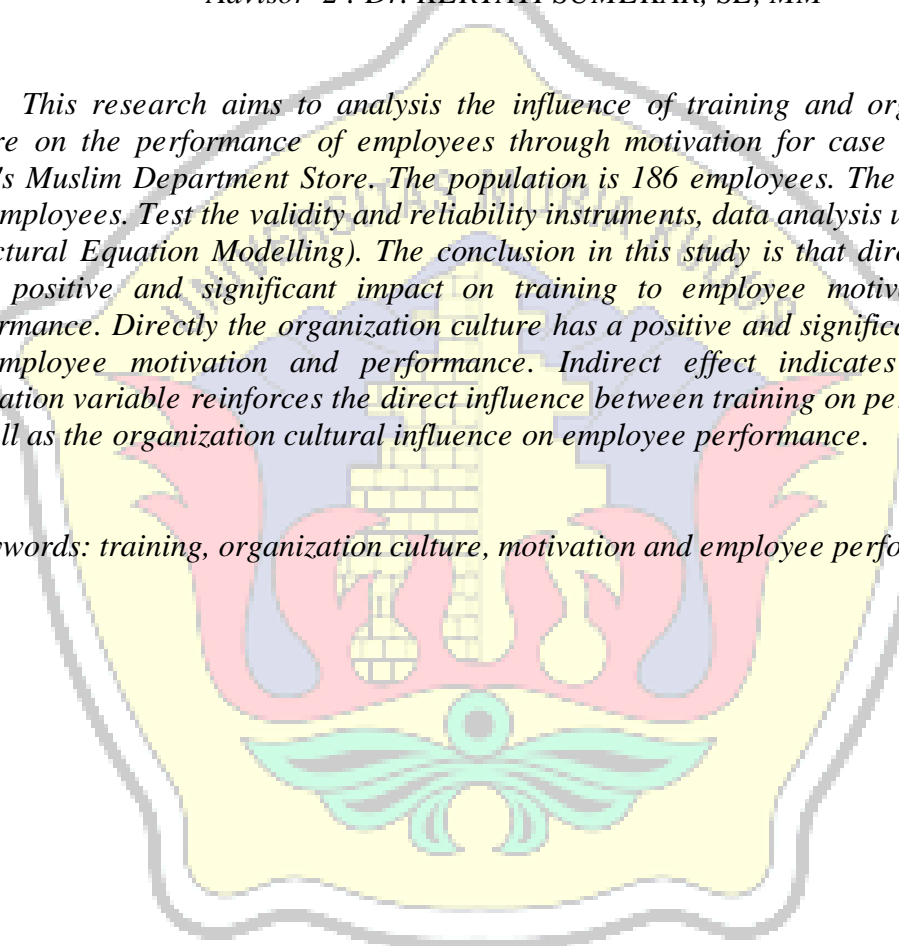 Advisor 2 : Dr. KERTATI SUMEKAR, SE, MM
This research aims to analysis the influence of training and org
re on the performance of employees through motivation for case
's Muslim Department Store. The population is 186 employees. The
mployees. Test the validity and reliability instruments, data analysis u
ctural Equation Modelling). The conclusion in this study is that dire
positive and significant impact on training to employee motiv
rmance. Directly the organization culture has a positive and significa
mployee motivation and performance. Indirect effect indicates
ation variable reinforces the direct influence between training on pe
ll as the organization cultural influence on employee performance.
ywords: training, organization culture, motivation and employee perfo
UNIVERSITAS MURIA KUDUS